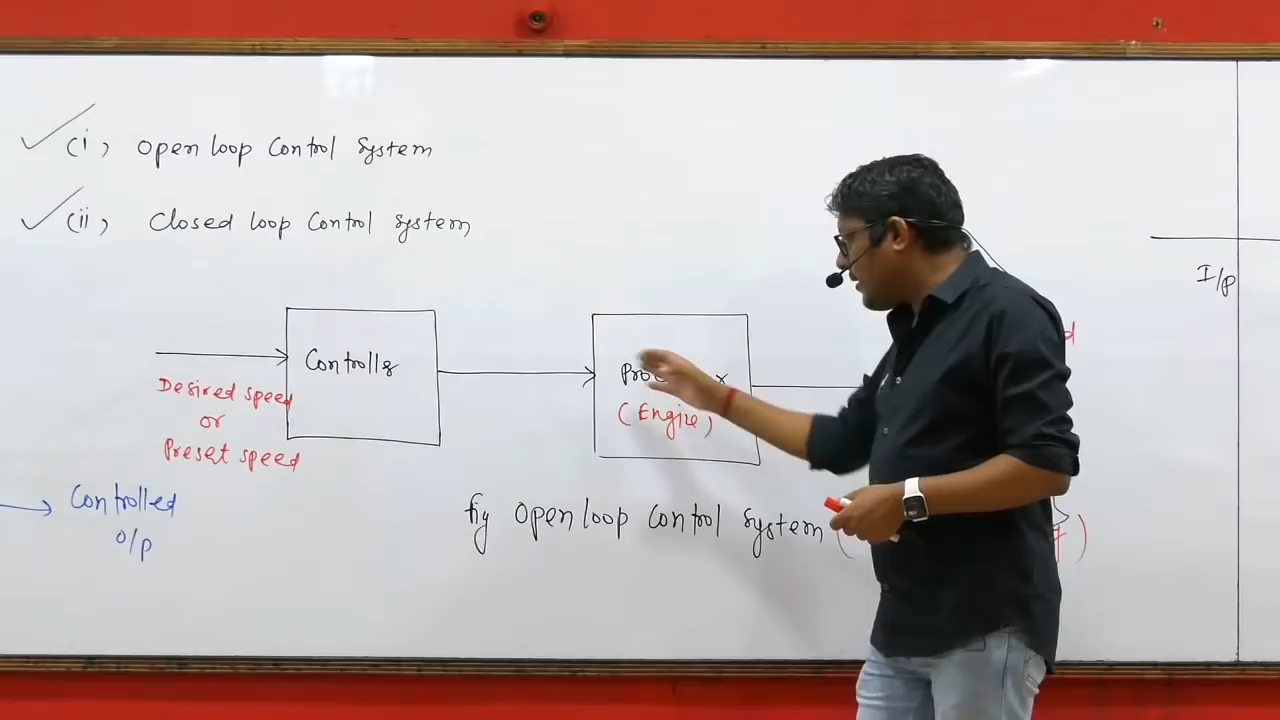 (i, open loop Control System
(ii, Closed loop Control System
I/p
Controller
Desired speed
or
Preset speed
(Engine)
Controlled
o/p
fig open loop Control System (